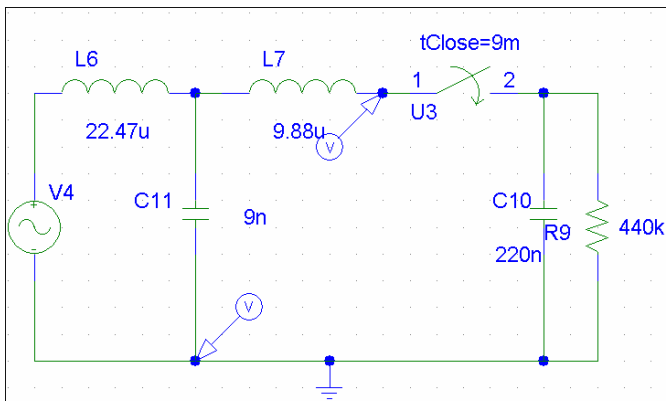 tClose=9m
L6
L7
1
2
U3
22.47u
9.88u
V
V4
+
-
C11
9n
C10
R9
440k
220n
V